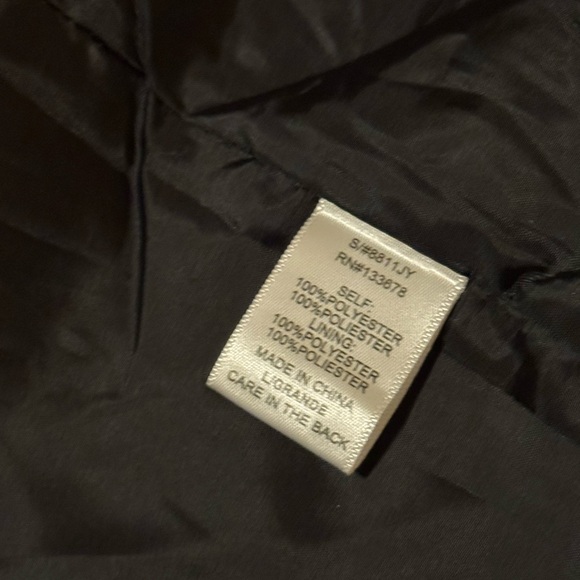 S/#8811JY
RN#133678
SELF:
100%POLYESTER
100%POLIESTER
LINING:
100%POLYESTER
100%POLIESTER
MADE IN CHINA
L/GRANDE
CARE IN THE BACK